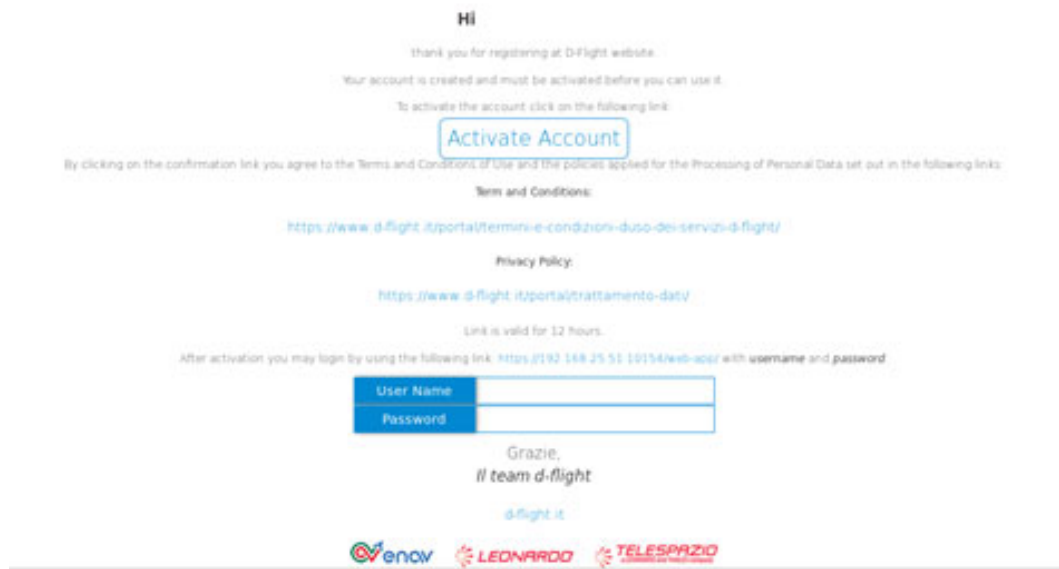 Hi
thank you for registering at D-Flight website.
Your account is created and must be activated before you can use it.
To activate the account click on the following link
Activate Account
By clicking on the confirmation link you agree to the Terms and Conditions of Use and the policies applied for the Processing of Personal Data set out in the following links:
Term and Conditions:
https://www.d-flight.it/portal/termini-e-condizioni-duso-dei-servizi-d-flight/
Privacy Policy:
https://www.d-flight.it/portal/trattamento-dati/
Link is valid for 12 hours.
After activation you may login by using the following link: https://192.168.25.51:10154/web-app/ with username and password
User Name
Password
Grazie,
Il team d-flight
d-flight.it
enav LEONARDO TELESPAZIO